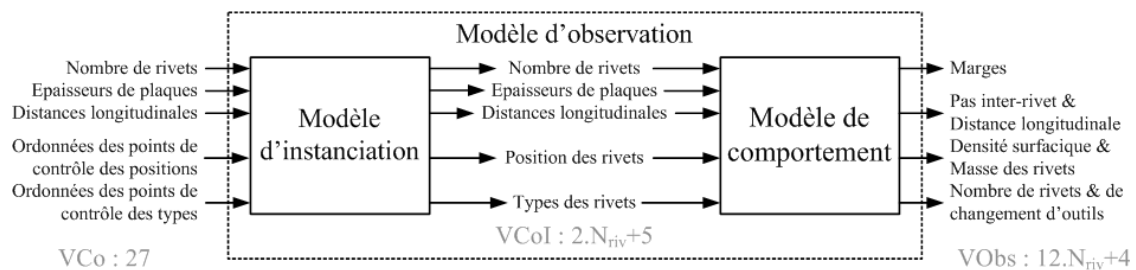 Modèle d'observation
Nombre de rivets
Epaisseurs de plaques
Distances longitudinales
Ordonnées des points de
contrôle des positions
Ordonnées des points de
contrôle des types
Modèle
d'instanciation
Nombre de rivets
Epaisseurs de plaques
Distances longitudinales
Position des rivets
Types des rivets
Modèle de
comportement
Marges
Pas inter-rivet &
Distance longitudinale
Densité surfacique &
Masse des rivets
Nombre de rivets & de
changement d'outils
VCo : 27
VCoI : 2.Nriv+5
VObs : 12.Nriv+4